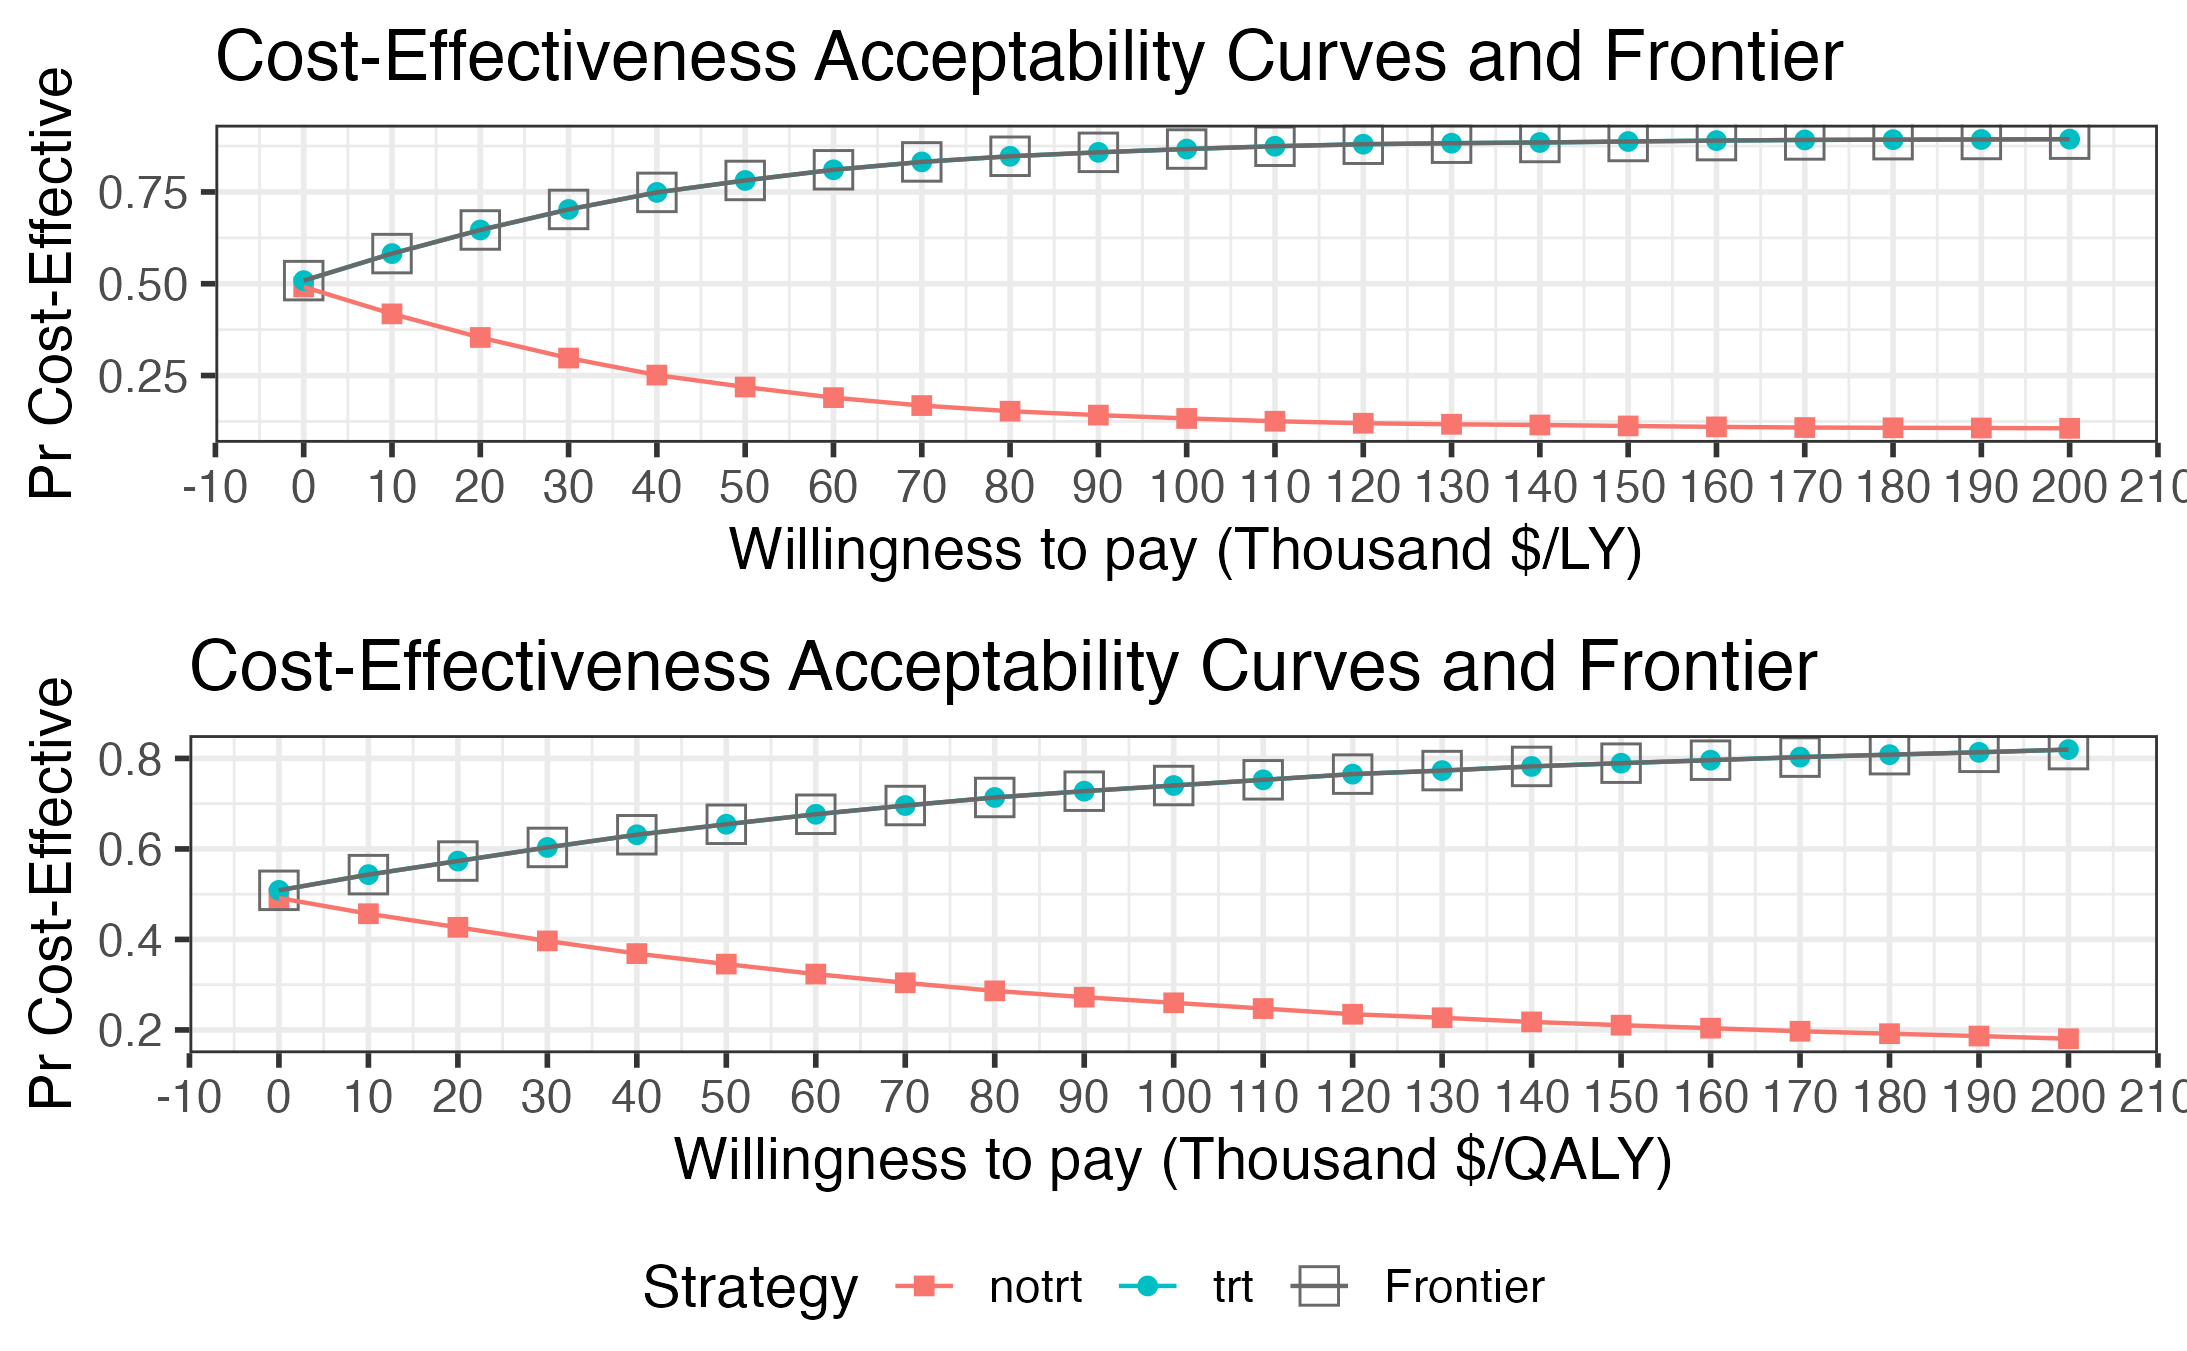 Cost-Effectiveness Acceptability Curves and Frontier
Pr Cost-Effective
0.75
0.50
0.25
-10 0 10 20 30 40 50 60 70 80 90 100 110 120 130 140 150 160 170 180 190 200 210
Willingness to pay (Thousand $/LY)
Cost-Effectiveness Acceptability Curves and Frontier
Pr Cost-Effective
0.8
0.6
0.4
0.2
-10 0 10 20 30 40 50 60 70 80 90 100 110 120 130 140 150 160 170 180 190 200 210
Willingness to pay (Thousand $/QALY)
Strategy notrt trt Frontier